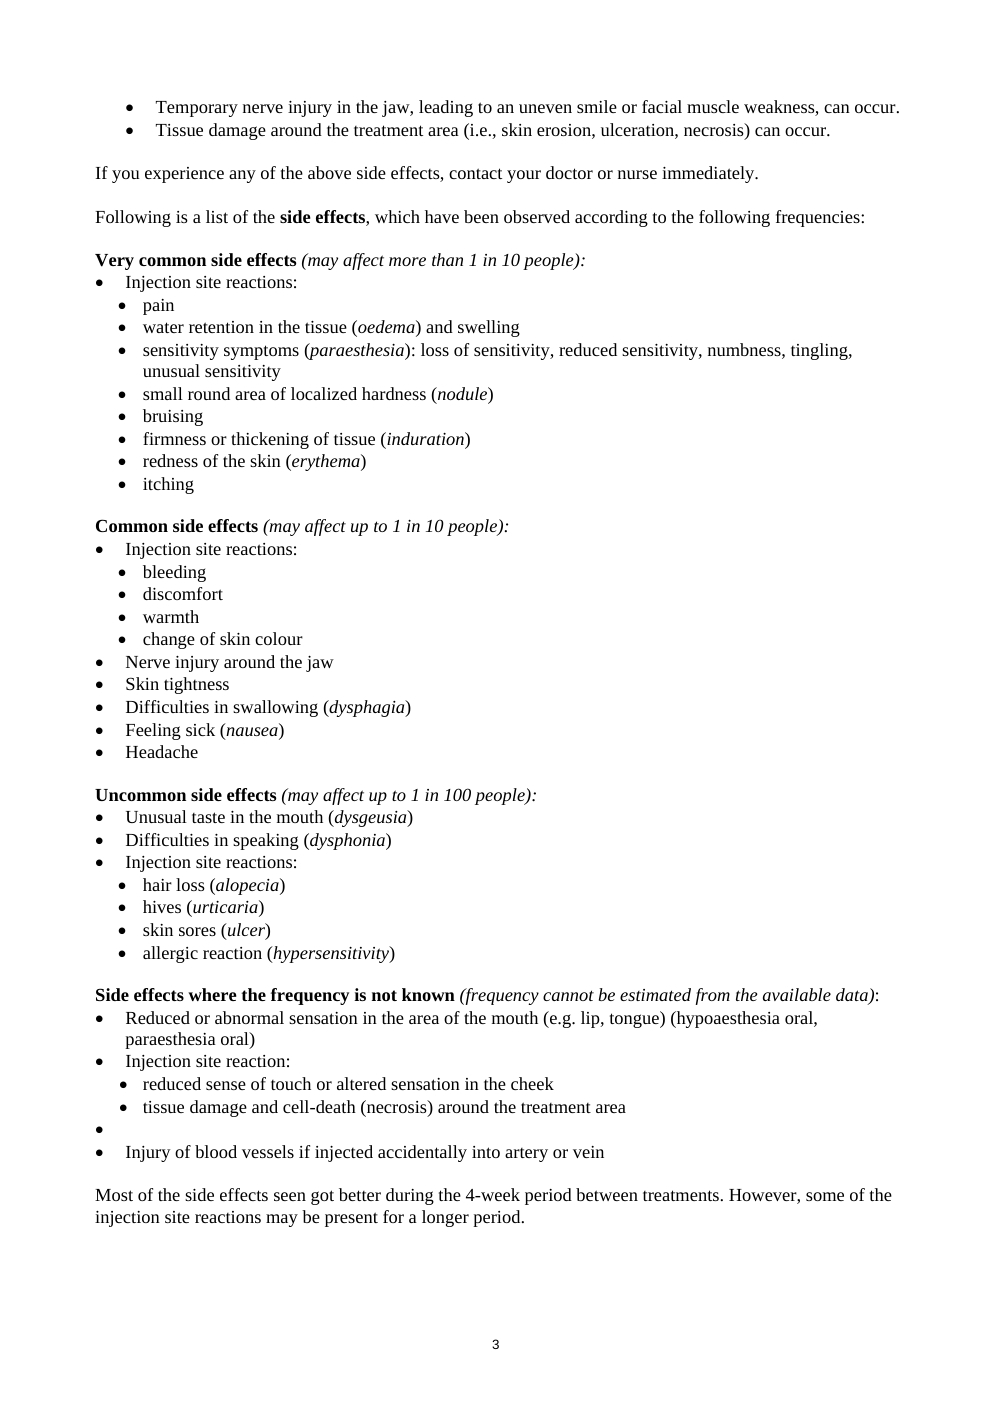 • Temporary nerve injury in the jaw, leading to an uneven smile or facial muscle weakness, can occur.
• Tissue damage around the treatment area (i.e., skin erosion, ulceration, necrosis) can occur.
If you experience any of the above side effects, contact your doctor or nurse immediately.
Following is a list of the side effects, which have been observed according to the following frequencies:
Very common side effects (may affect more than 1 in 10 people):
• Injection site reactions:
• pain
• water retention in the tissue (oedema) and swelling
• sensitivity symptoms (paraesthesia): loss of sensitivity, reduced sensitivity, numbness, tingling,
unusual sensitivity
• small round area of localized hardness (nodule)
• bruising
• firmness or thickening of tissue (induration)
• redness of the skin (erythema)
• itching
Common side effects (may affect up to 1 in 10 people):
• Injection site reactions:
• bleeding
• discomfort
• warmth
• change of skin colour
• Nerve injury around the jaw
• Skin tightness
• Difficulties in swallowing (dysphagia)
• Feeling sick (nausea)
• Headache
Uncommon side effects (may affect up to 1 in 100 people):
• Unusual taste in the mouth (dysgeusia)
• Difficulties in speaking (dysphonia)
• Injection site reactions:
• hair loss (alopecia)
• hives (urticaria)
• skin sores (ulcer)
• allergic reaction (hypersensitivity)
Side effects where the frequency is not known (frequency cannot be estimated from the available data):
• Reduced or abnormal sensation in the area of the mouth (e.g. lip, tongue) (hypoaesthesia oral,
paraesthesia oral)
• Injection site reaction:
• reduced sense of touch or altered sensation in the cheek
• tissue damage and cell-death (necrosis) around the treatment area
•
• Injury of blood vessels if injected accidentally into artery or vein
Most of the side effects seen got better during the 4-week period between treatments. However, some of the
injection site reactions may be present for a longer period.
3